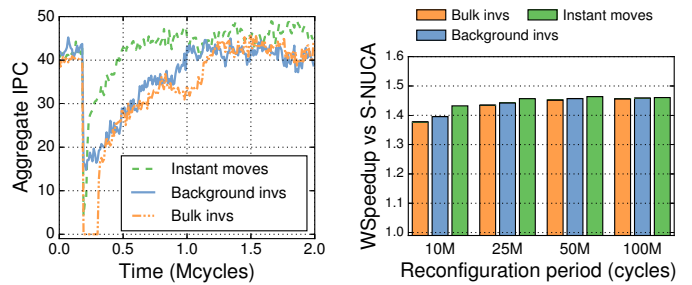 Aggregate IPC
50
40
30
20
10
0
Instant moves
Background invs
Bulk invs
0.0 0.5 1.0 1.5 2.0
Time (Mcycles)
Bulk invs Instant moves
Background invs
WSpeedup vs S-NUCA
1.6
1.5
1.4
1.3
1.2
1.1
1.0
10M 25M 50M 100M
Reconfiguration period (cycles)